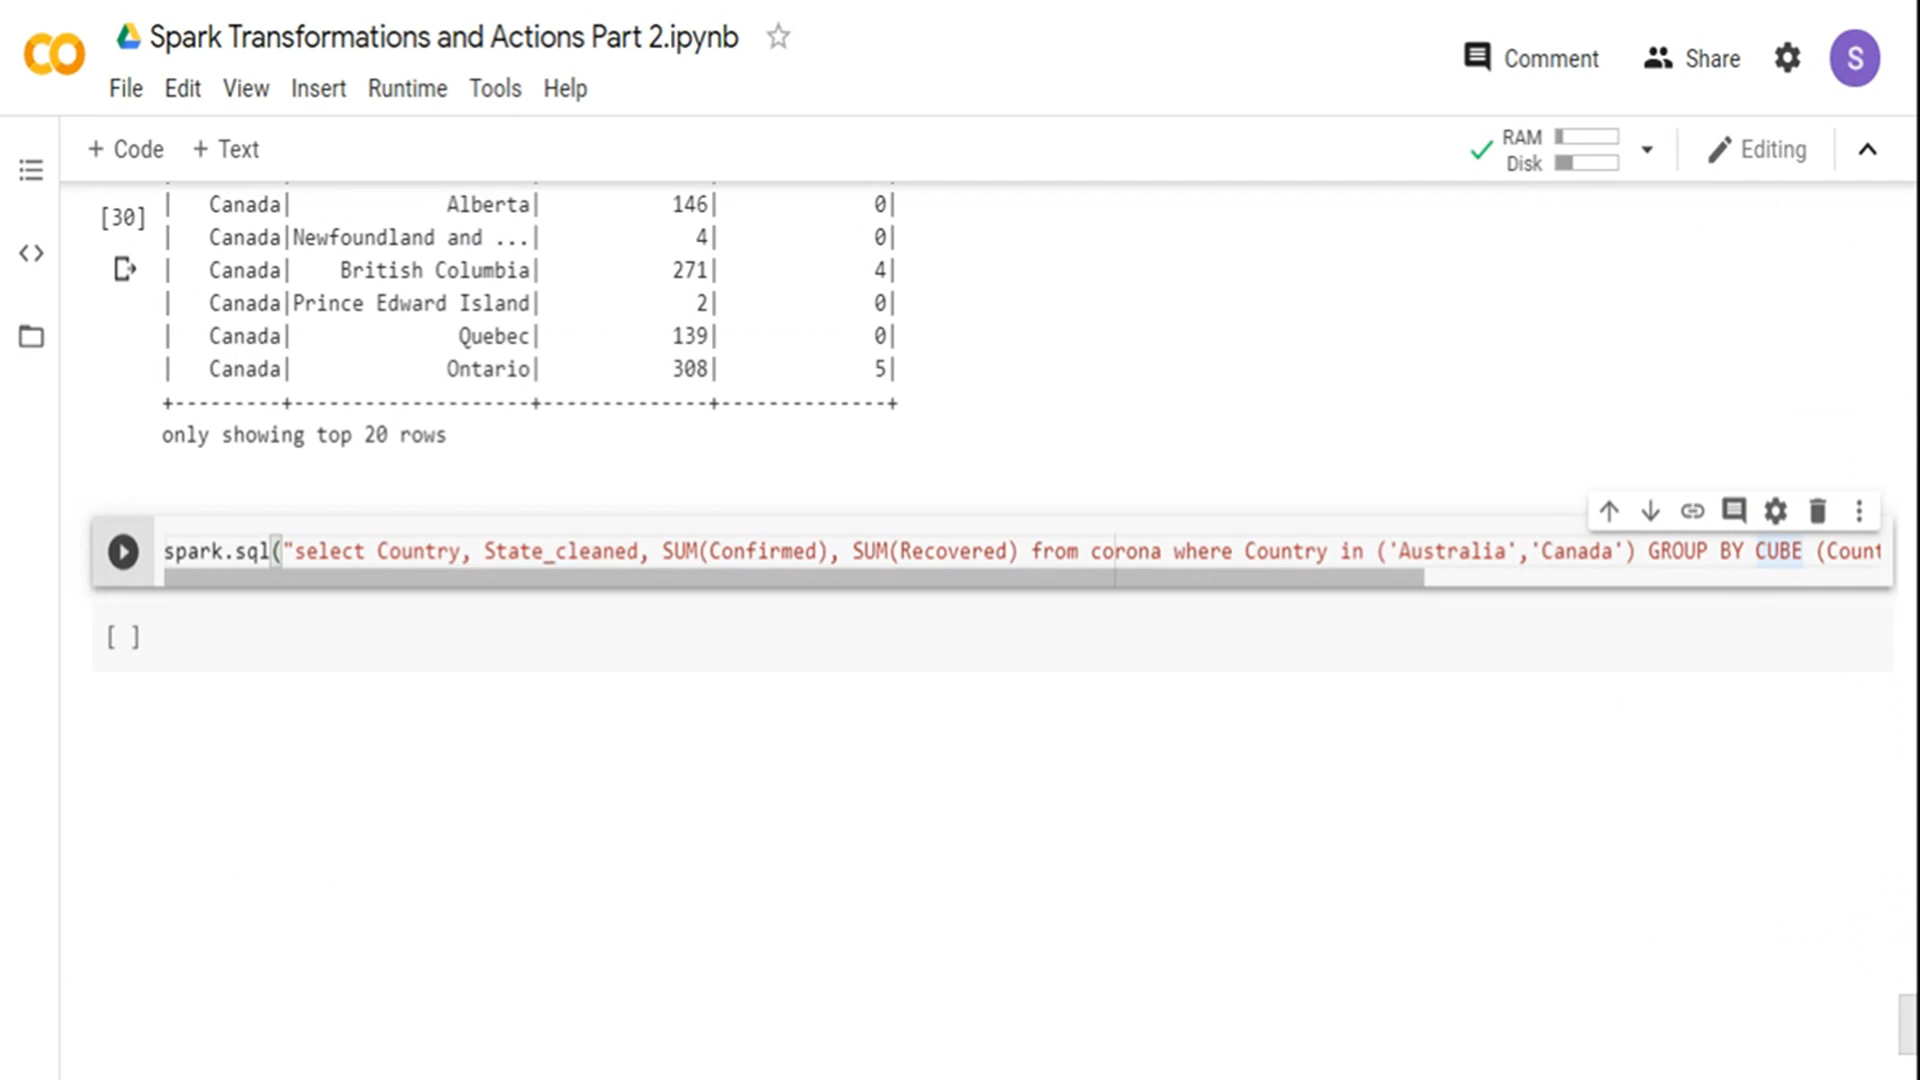 Spark Transformations and Actions Part 2.ipynb
Comment
Share
S
File Edit View Insert Runtime Tools Help
+ Code + Text
RAM
Disk
Editing
[30]
| Canada| Alberta| 146| 0|
| Canada|Newfoundland and ...| 4| 0|
| Canada| British Columbia| 271| 4|
| Canada|Prince Edward Island| 2| 0|
| Canada| Quebec| 139| 0|
| Canada| Ontario| 308| 5|
+---------+--------------------+--------------+--------------+
only showing top 20 rows
spark.sql("select Country, State_cleaned, SUM(Confirmed), SUM(Recovered) from corona where Country in ('Australia','Canada') GROUP BY CUBE (Count
[ ]